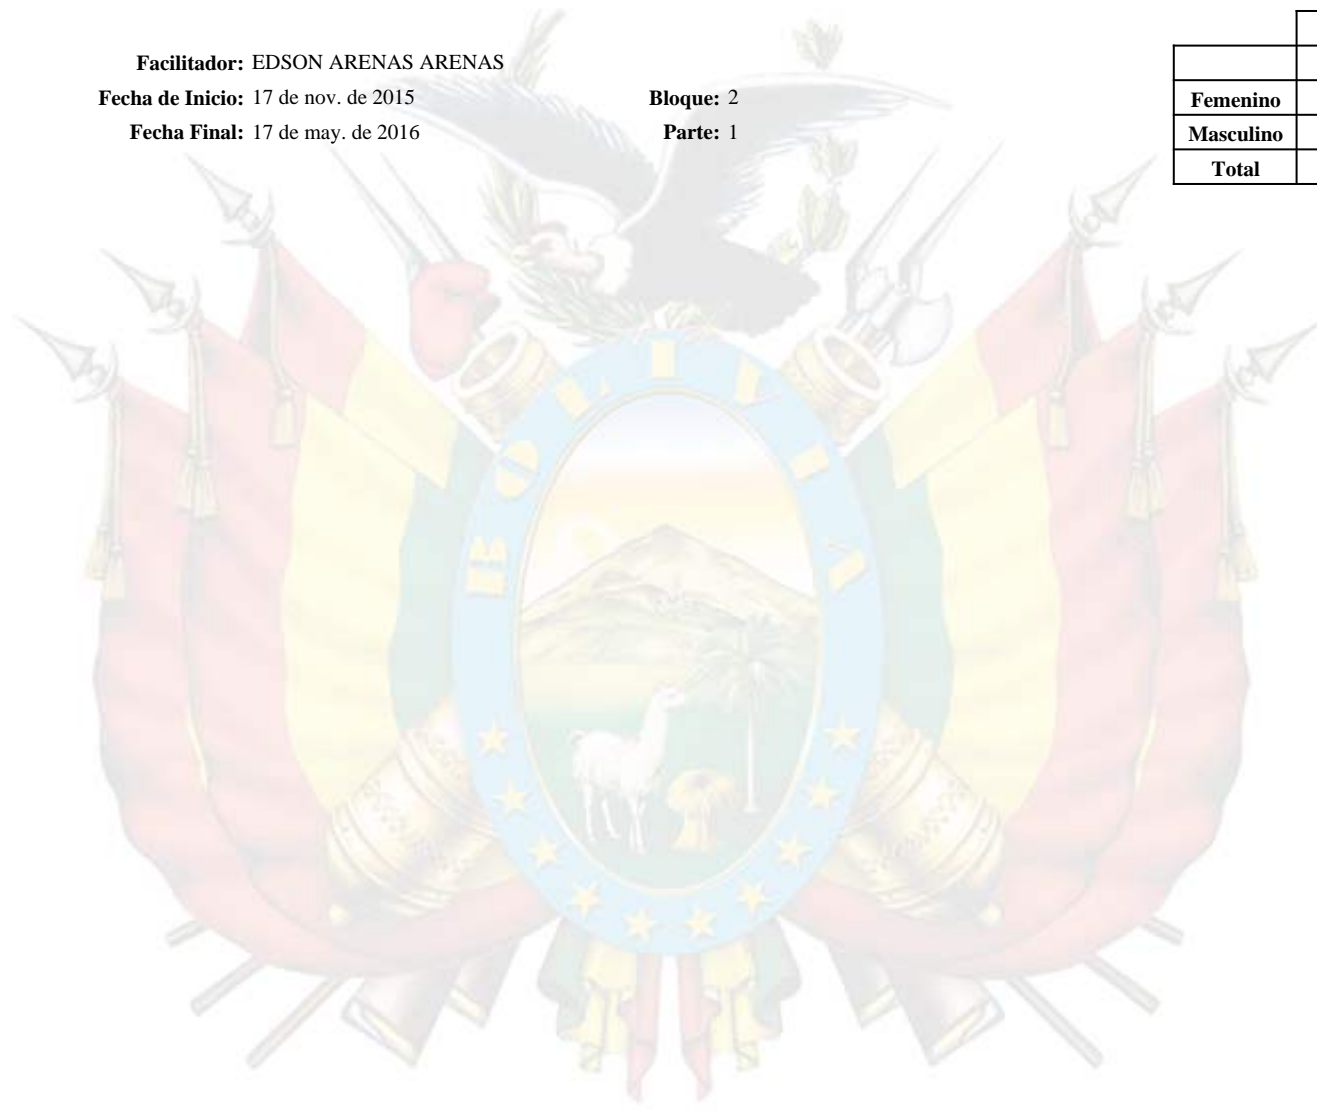 Facilitador: EDSON ARENAS ARENAS
Fecha de Inicio: 17 de nov. de 2015 Bloque: 2
Fecha Final: 17 de may. de 2016 Parte: 1
Femenino
Masculino
Total
BOLIVIA